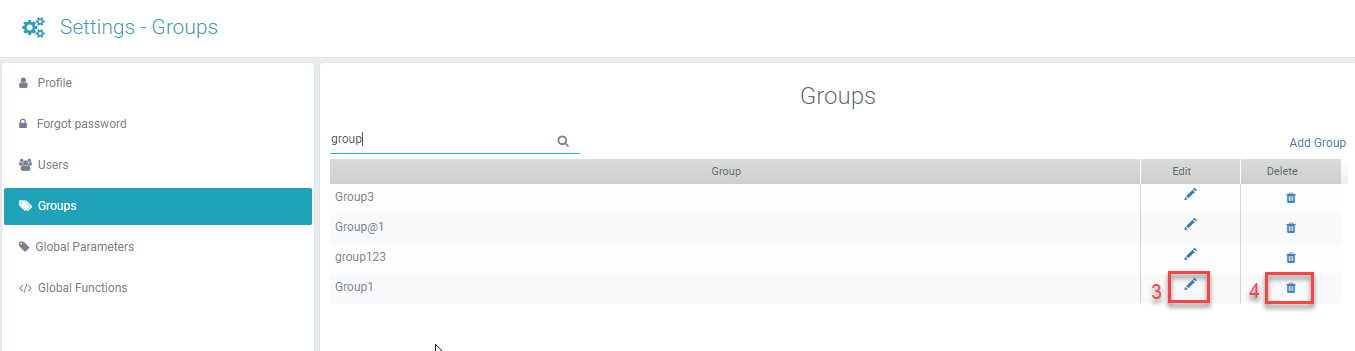 Settings - Groups
Profile
Forgot password
Users
Groups
Global Parameters
Global Functions
Groups
group
Add Group
Group Edit Delete
Group3
Group@1
group123
Group1 3 4